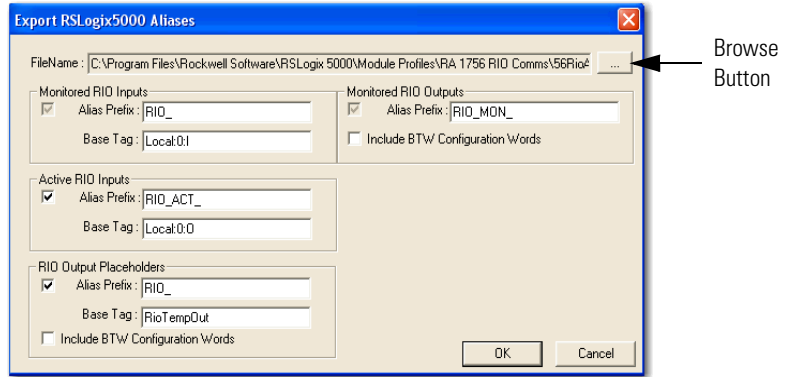 Export RSLogix5000 Aliases
FileName : C:\Program Files\Rockwell Software\RSLogix 5000\Module Profiles\RA 1756 RIO Comms\56RioA
...
Browse
Button
Monitored RIO Inputs
Alias Prefix : RIO_
Base Tag : Local:0:I
Monitored RIO Outputs
Alias Prefix : RIO_MON_
Include BTW Configuration Words
Active RIO Inputs
Alias Prefix : RIO_ACT_
Base Tag : Local:0:O
RIO Output Placeholders
Alias Prefix : RIO_
Base Tag : RioTempOut
Include BTW Configuration Words
OK
Cancel